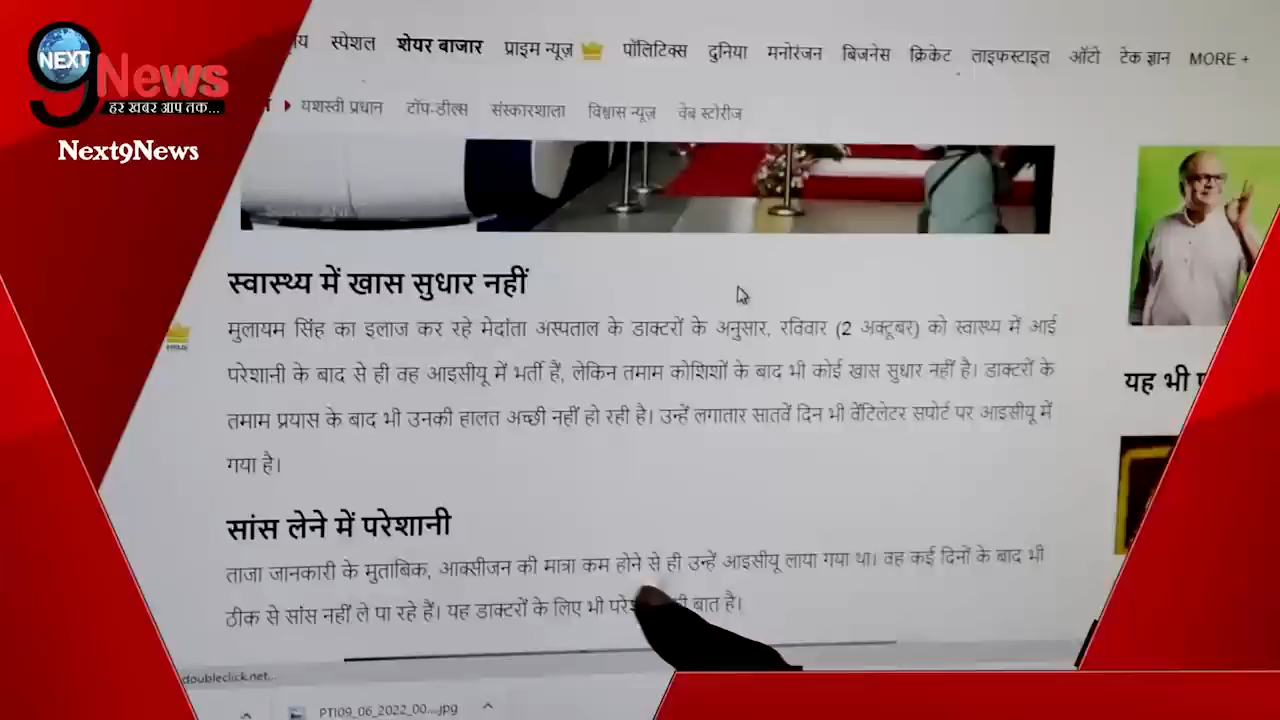 9
NEXT
News
हर खबर आप तक...
Next9News
स्पेशल शेयर बाजार प्राइम न्यूज़ पॉलिटिक्स दुनिया मनोरंजन बिजनेस क्रिकेट लाइफस्टाइल ऑटो टेक ज्ञान MORE +
यशस्वी प्रधान टॉप-डील्स संस्कारशाला विश्वास न्यूज़ वेब स्टोरीज
स्वास्थ्य में खास सुधार नहीं
मुलायम सिंह का इलाज कर रहे मेदांता अस्पताल के डाक्टरों के अनुसार, रविवार (2 अक्टूबर) को स्वास्थ्य में आई
परेशानी के बाद से ही वह आइसीयू में भर्ती हैं, लेकिन तमाम कोशिशों के बाद भी कोई खास सुधार नहीं है। डाक्टरों के
तमाम प्रयास के बाद भी उनकी हालत अच्छी नहीं हो रही है। उन्हें लगातार सातवें दिन भी वेंटिलेटर सपोर्ट पर आइसीयू में
गया है।
यह भी
सांस लेने में परेशानी
ताजा जानकारी के मुताबिक, आक्सीजन की मात्रा कम होने से ही उन्हें आइसीयू लाया गया था। वह कई दिनों के बाद भी
ठीक से सांस नहीं ले पा रहे हैं। यह डाक्टरों के लिए भी बात है।
doubleclick.net...
PTI09_06_2022_00....jpg